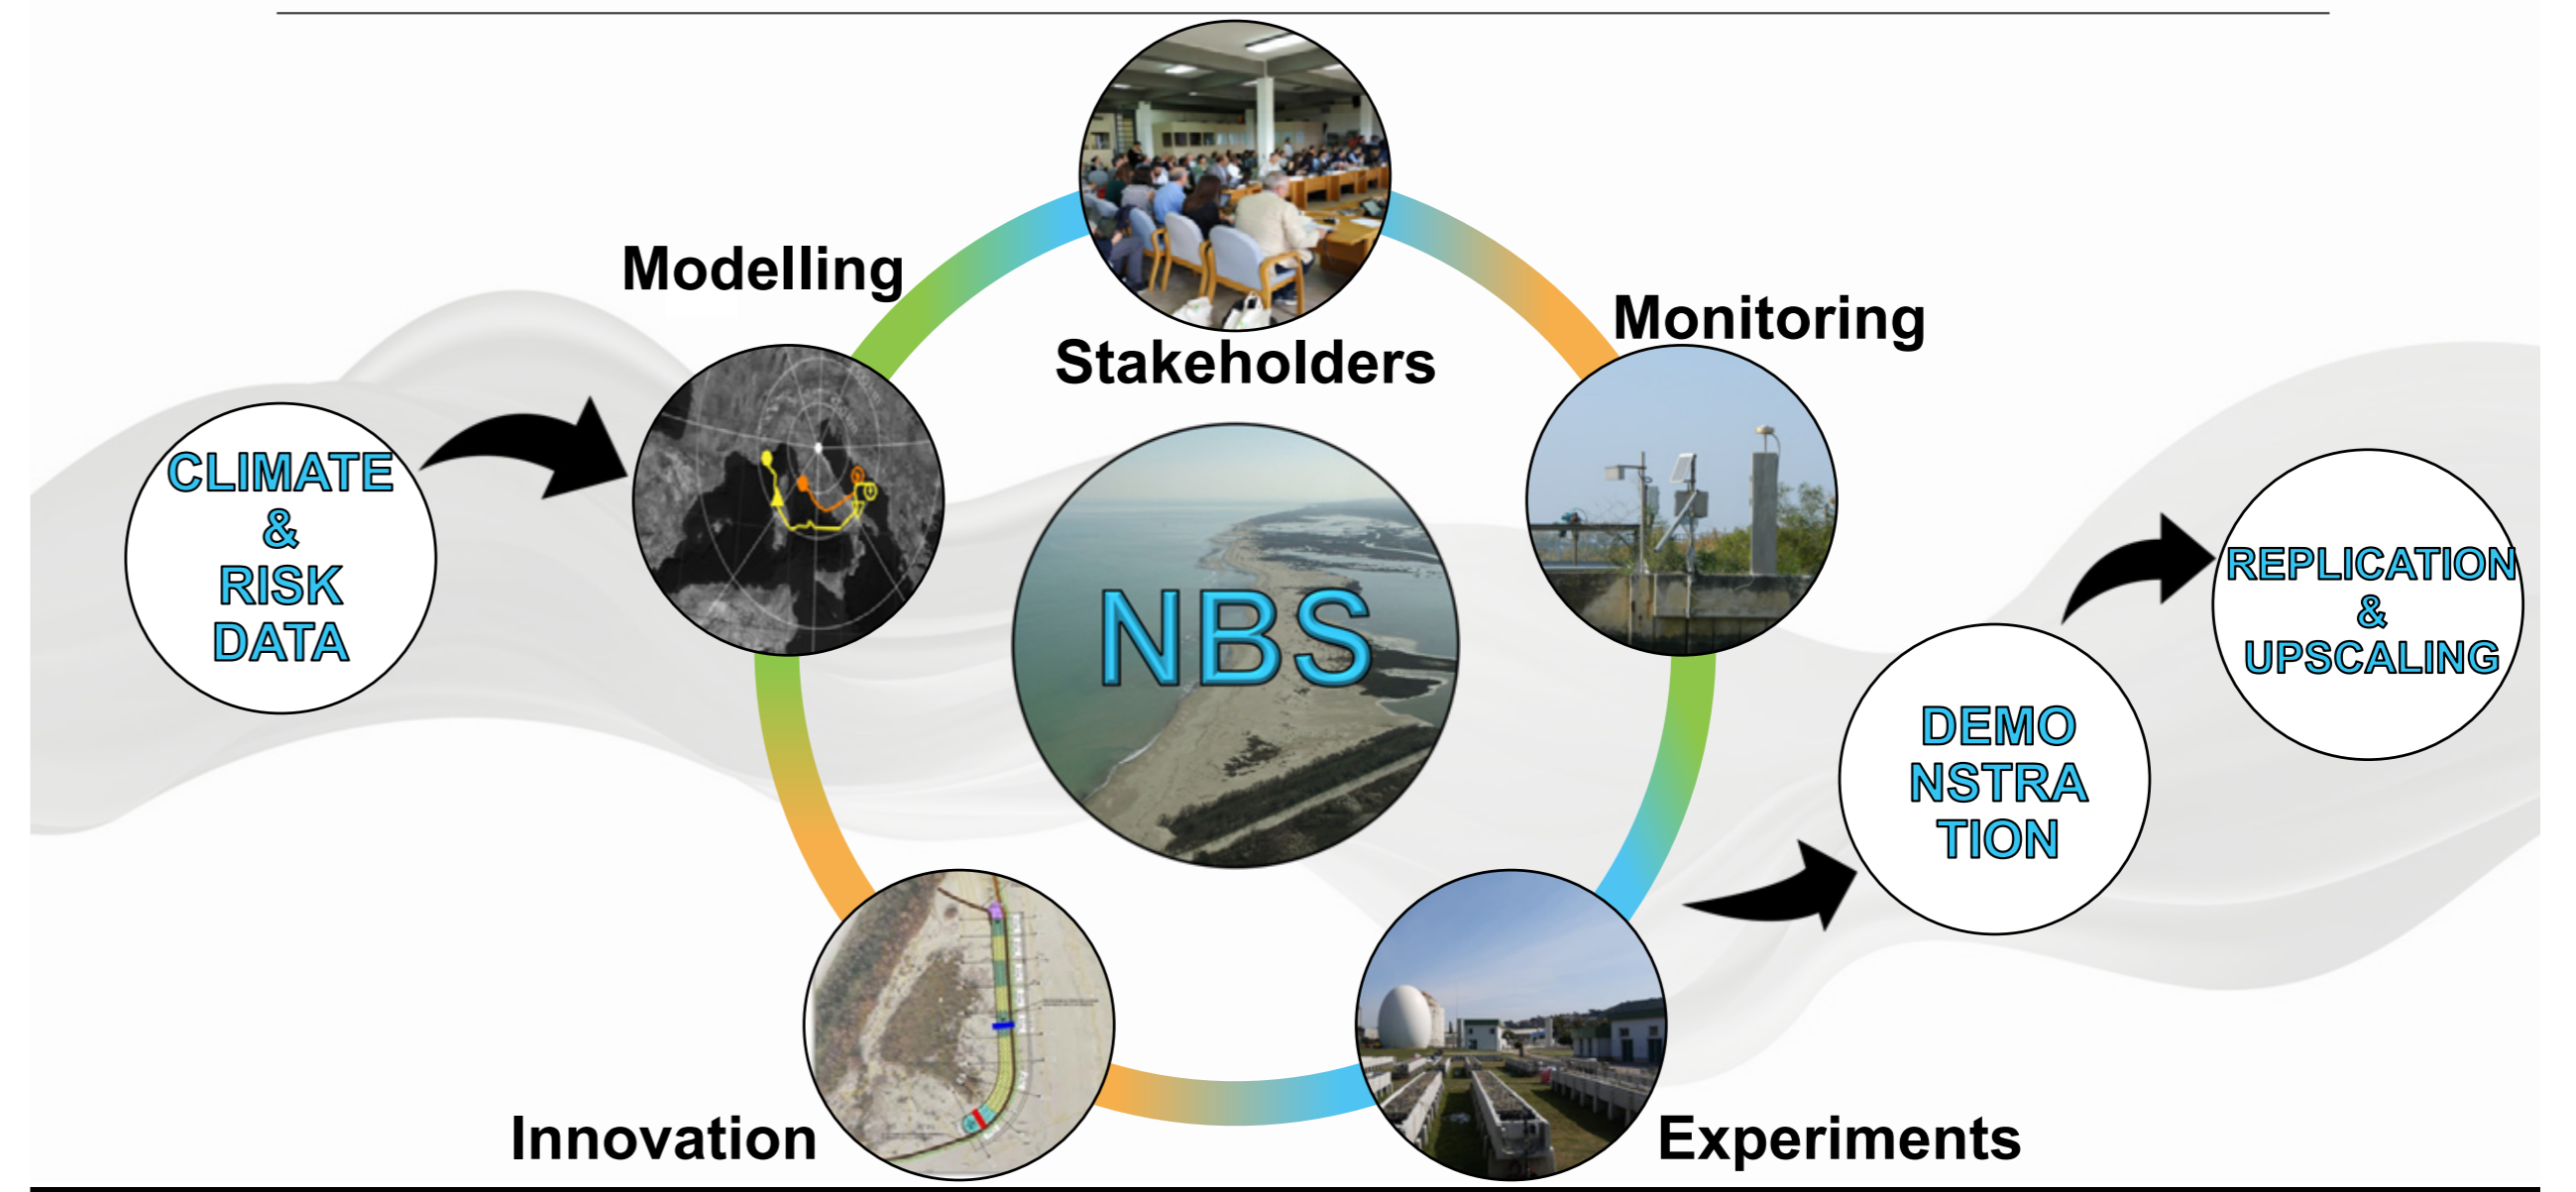 Stakeholders
Modelling
Monitoring
CLIMATE
&
RISK
DATA
NBS
REPLICATION
&
UPSCALING
DEMO
NSTRA
TION
Innovation
Experiments